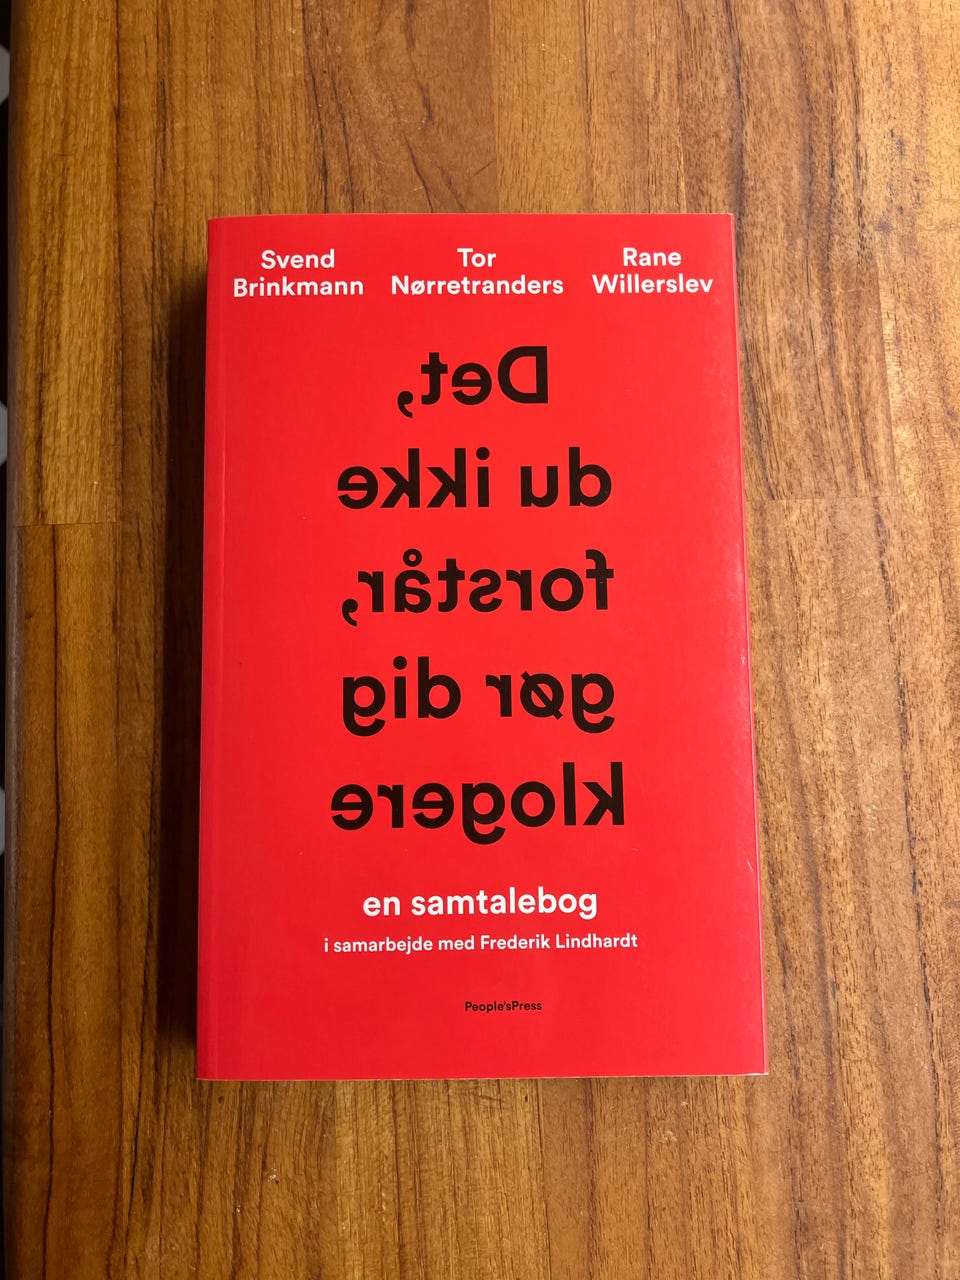 Svend Brinkmann
Tor Nørretranders
Rane Willerslev
Det,
du ikke
forstår,
gør dig
klogere
en samtalebog
i samarbejde med Frederik Lindhardt
People'sPress